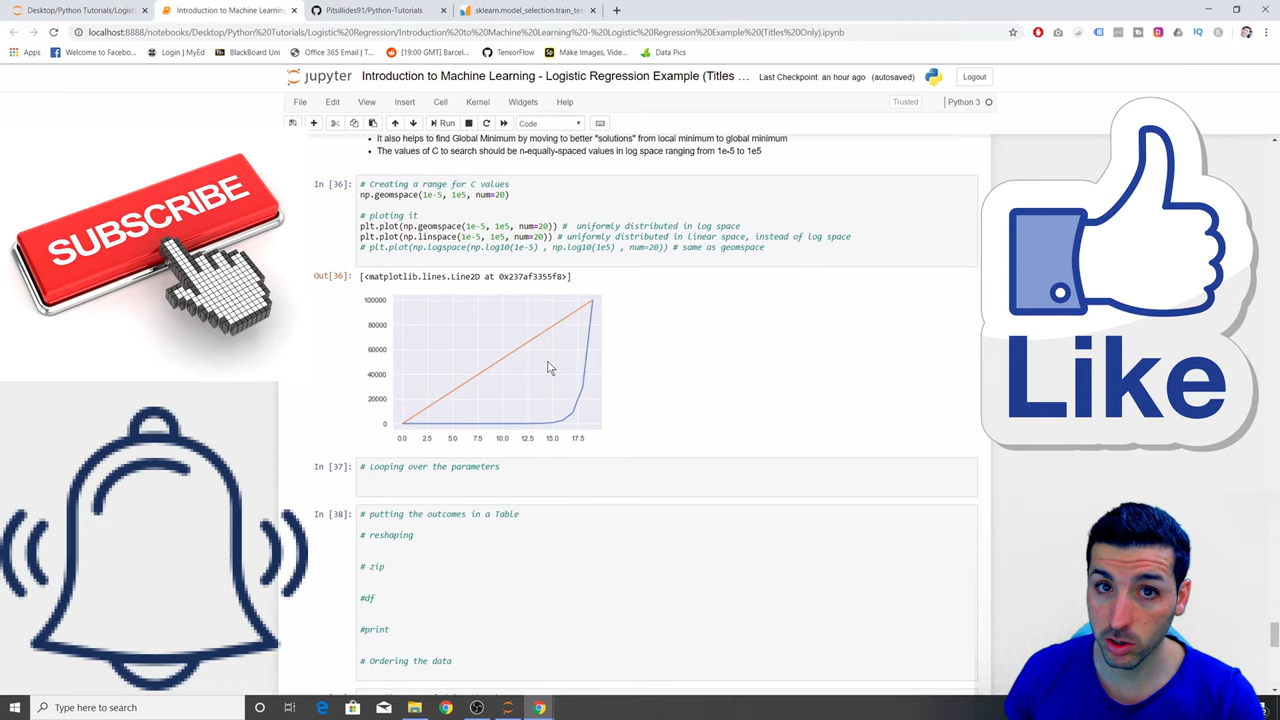 Desktop/Python Tutorials/Logisti
Introduction to Machine Learning
Pitsillides91/Python-Tutorials
sklearn.model_selection.train_tes
localhost:8888/notebooks/Desktop/Python%20Tutorials/Logistic%20Regression/Introduction%20to%20Machine%20Learning%20-%20Logistic%20Regression%20Example%20(Titles%20Only).ipynb
Apps
Welcome to Facebo...
Login | MyEd
BlackBoard Uni
Office 365 Email | T...
[19:00 GMT] Barcel...
TensorFlow
Make Images, Vide...
Data Pics
jupyter
Introduction to Machine Learning - Logistic Regression Example (Titles ...
Last Checkpoint: an hour ago
(autosaved)
Logout
File
Edit
View
Insert
Cell
Kernel
Widgets
Help
Trusted
Python 3
Run
Code
It also helps to find Global Minimum by moving to better "solutions" from local minimum to global minimum
The values of C to search should be n-equally-spaced values in log space ranging from 1e-5 to 1e5
In [36]:
# Creating a range for C values
np.geomspace(1e-5, 1e5, num=20)
# ploting it
plt.plot(np.geomspace(1e-5, 1e5, num=20)) # uniformly distributed in log space
plt.plot(np.linspace(1e-5, 1e5, num=20)) # uniformly distributed in linear space, instead of log space
# plt.plot(np.logspace(np.log10(1e-5) , np.log10(1e5) , num=20)) # same as geomspace
Out[36]:
[<matplotlib.lines.Line2D at 0x237af3355f8>]
100000
80000
60000
40000
20000
0
0.0 2.5 5.0 7.5 10.0 12.5 15.0 17.5
In [37]:
# Looping over the parameters
In [38]:
# putting the outcomes in a Table
# reshaping
# zip
#df
#print
# Ordering the data
SUBSCRIBE
Like
Type here to search